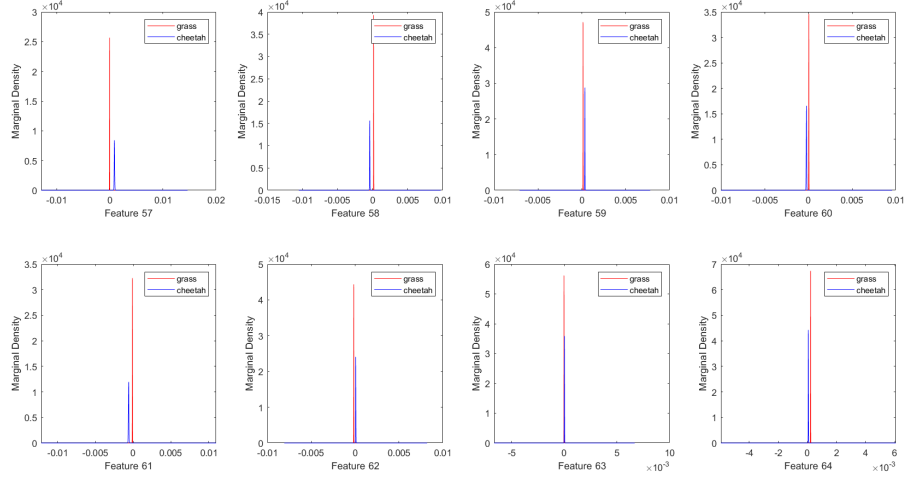 ×10^4
3
2.5
2
1.5
1
0.5
0
Marginal Density
grass
cheetah
-0.01 0 0.01 0.02
Feature 57
×10^4
4
3.5
3
2.5
2
1.5
1
0.5
0
Marginal Density
grass
cheetah
-0.015 -0.01 -0.005 0 0.005 0.01
Feature 58
×10^4
5
4
3
2
1
0
Marginal Density
grass
cheetah
-0.01 -0.005 0 0.005 0.01
Feature 59
×10^4
3.5
3
2.5
2
1.5
1
0.5
0
Marginal Density
grass
cheetah
-0.01 -0.005 0 0.005 0.01
Feature 60
×10^4
3.5
3
2.5
2
1.5
1
0.5
0
Marginal Density
grass
cheetah
-0.01 -0.005 0 0.005 0.01
Feature 61
×10^4
5
4
3
2
1
0
Marginal Density
grass
cheetah
-0.01 -0.005 0 0.005 0.01
Feature 62
×10^4
6
5
4
3
2
1
0
Marginal Density
grass
cheetah
-5 0 5 10
Feature 63
×10^-3
×10^4
7
6
5
4
3
2
1
0
Marginal Density
grass
cheetah
-6 -4 -2 0 2 4 6
Feature 64
×10^-3